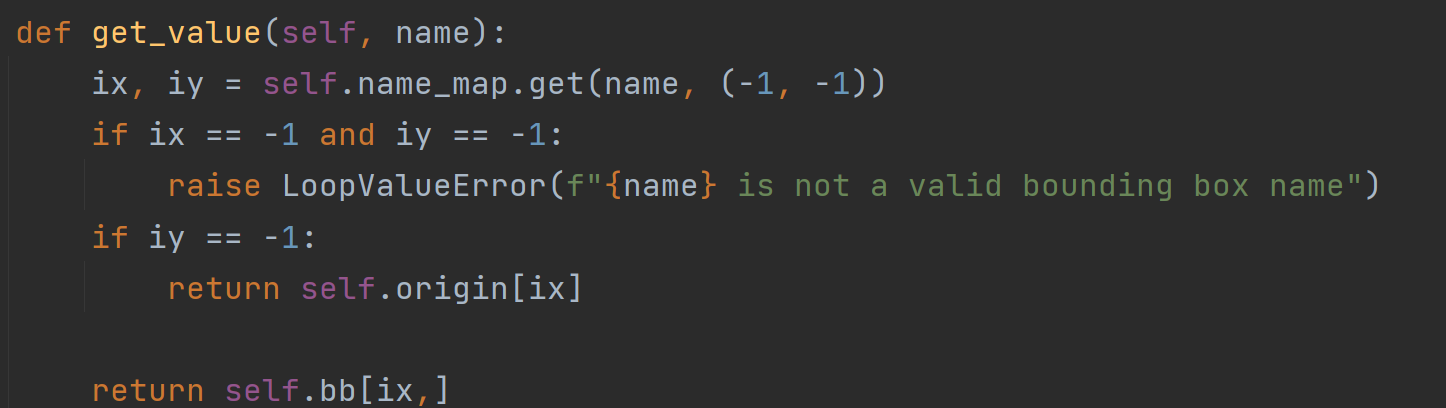 def get_value(self, name):
    ix, iy = self.name_map.get(name, (-1, -1))
    if ix == -1 and iy == -1:
        raise LoopValueError(f"{name} is not a valid bounding box name")
    if iy == -1:
        return self.origin[ix]
    return self.bb[ix,]